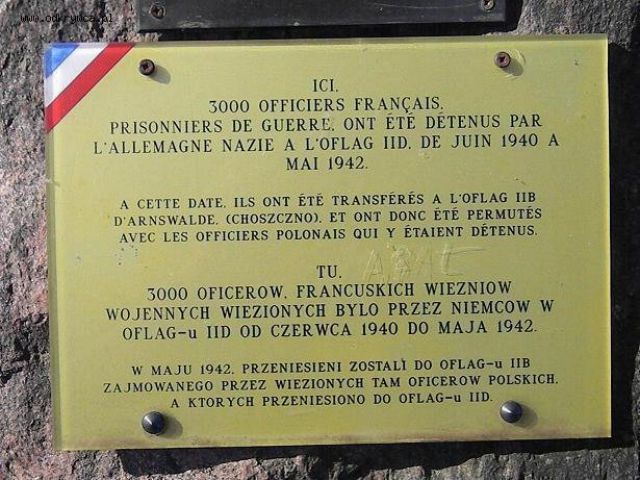 www.odkrywca.pl
ICI,
3000 OFFICIERS FRANÇAIS,
PRISONNIERS DE GUERRE, ONT ÉTÉ DÉTENUS PAR
L'ALLEMAGNE NAZIE A L'OFLAG IID, DE JUIN 1940 A
MAI 1942.
A CETTE DATE, ILS ONT ÉTÉ TRANSFÉRÉS A L'OFLAG IIB
D'ARNSWALDE, (CHOSZCZNO), ET ONT DONC ÉTÉ PERMUTÉS
AVEC LES OFFICIERS POLONAIS QUI Y ÉTAIENT DÉTENUS.
TU,
3000 OFICEROW, FRANCUSKICH WIEZNIOW
WOJENNYCH WIEZIONYCH BYLO PRZEZ NIEMCOW W
OFLAG-u IID OD CZERWCA 1940 DO MAJA 1942.
W MAJU 1942, PRZENIESIENI ZOSTALI DO OFLAG-u IIB
ZAJMOWANEGO PRZEZ WIEZIONYCH TAM OFICEROW POLSKICH,
A KTORYCH PRZENIESIONO DO OFLAG-u IID.